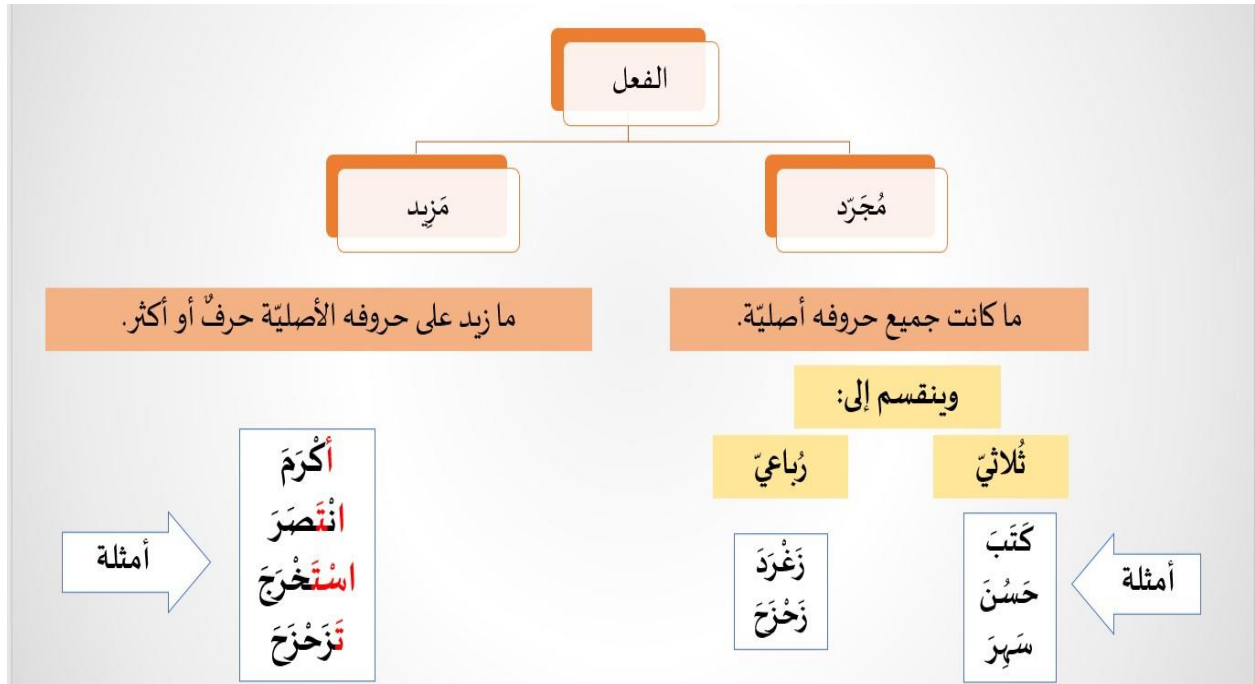 الفعل
مُجَرّد
مَزِيد
ما كانت جميع حروفه أصليّة.
ما زيد على حروفه الأصليّة حرفٌ أو أكثر.
وينقسم إلى:
ثُلاثيّ
رُباعيّ
أمثلة
كَتَبَ
حَسُنَ
سَهِرَ
زَغْرَدَ
زَحْزَحَ
أَكْرَمَ
انْتَصَرَ
اسْتَخْرَجَ
تَزَحْزَحَ
أمثلة